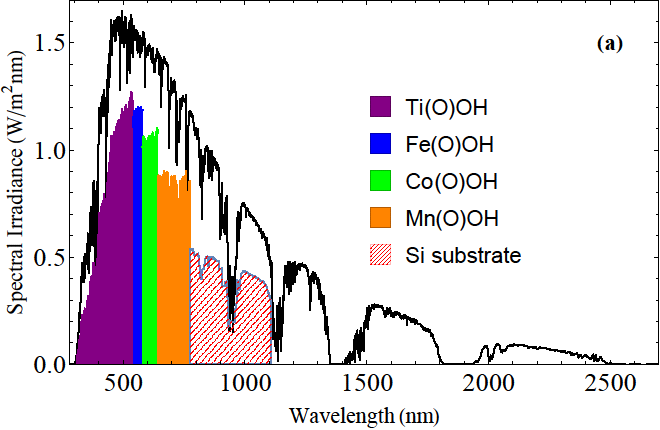 (a)
Spectral Irradiance (W/m² nm)
1.5
1.0
0.5
0.0
Ti(O)OH
Fe(O)OH
Co(O)OH
Mn(O)OH
Si substrate
500 1000 1500 2000 2500
Wavelength (nm)